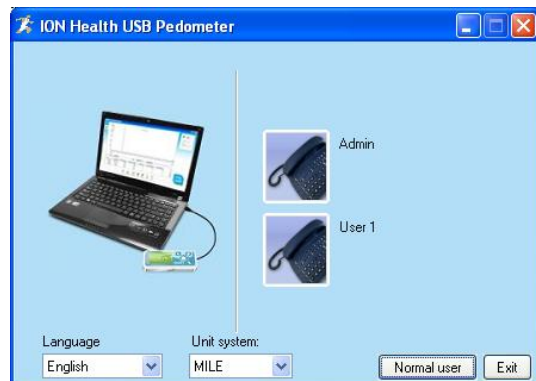 ION Health USB Pedometer
Admin
User 1
Language
Unit system:
English
MILE
Normal user
Exit